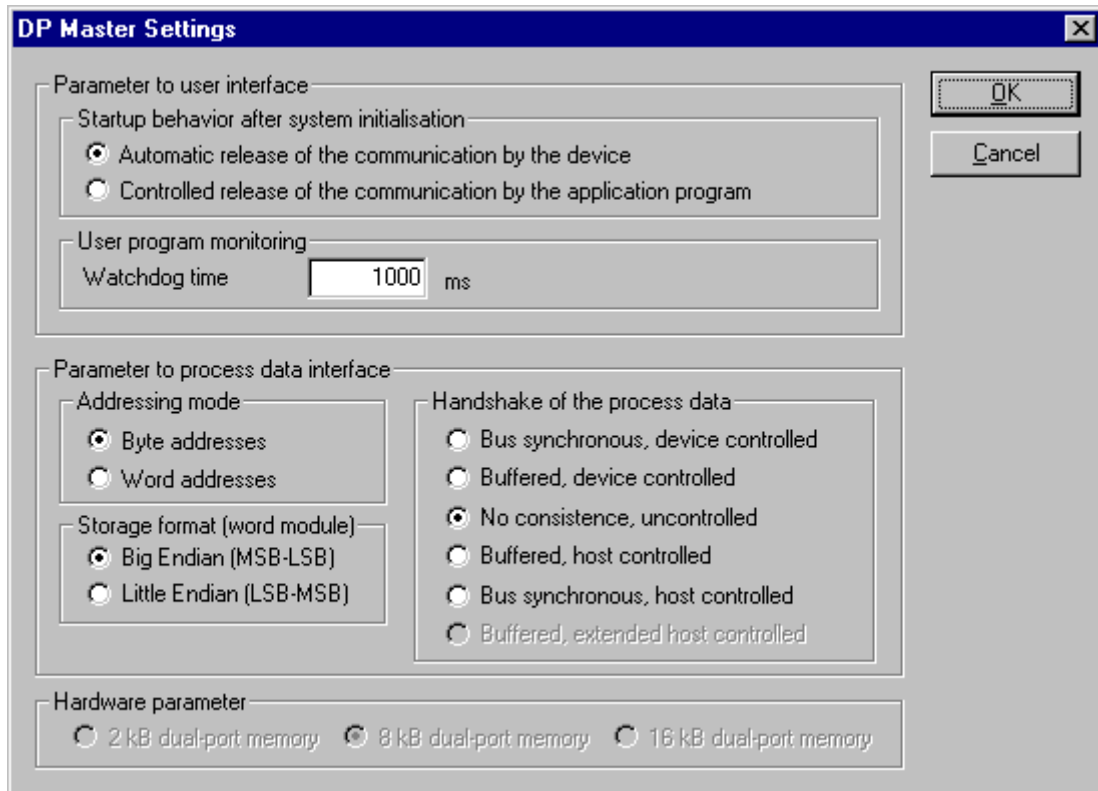 DP Master Settings
Parameter to user interface
Startup behavior after system initialisation
Automatic release of the communication by the device
Controlled release of the communication by the application program
User program monitoring
Watchdog time 1000 ms
OK
Cancel
Parameter to process data interface
Addressing mode
Byte addresses
Word addresses
Storage format (word module)
Big Endian (MSB-LSB)
Little Endian (LSB-MSB)
Handshake of the process data
Bus synchronous, device controlled
Buffered, device controlled
No consistence, uncontrolled
Buffered, host controlled
Bus synchronous, host controlled
Buffered, extended host controlled
Hardware parameter
2 kB dual-port memory 8 kB dual-port memory 16 kB dual-port memory